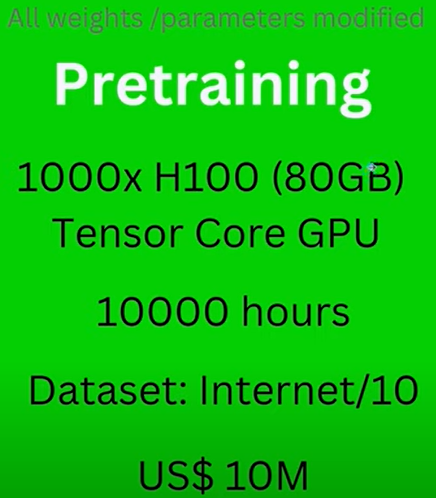 All weights /parameters modified
Pretraining
1000x H100 (80GB)
Tensor Core GPU
10000 hours
Dataset: Internet/10
US$ 10M